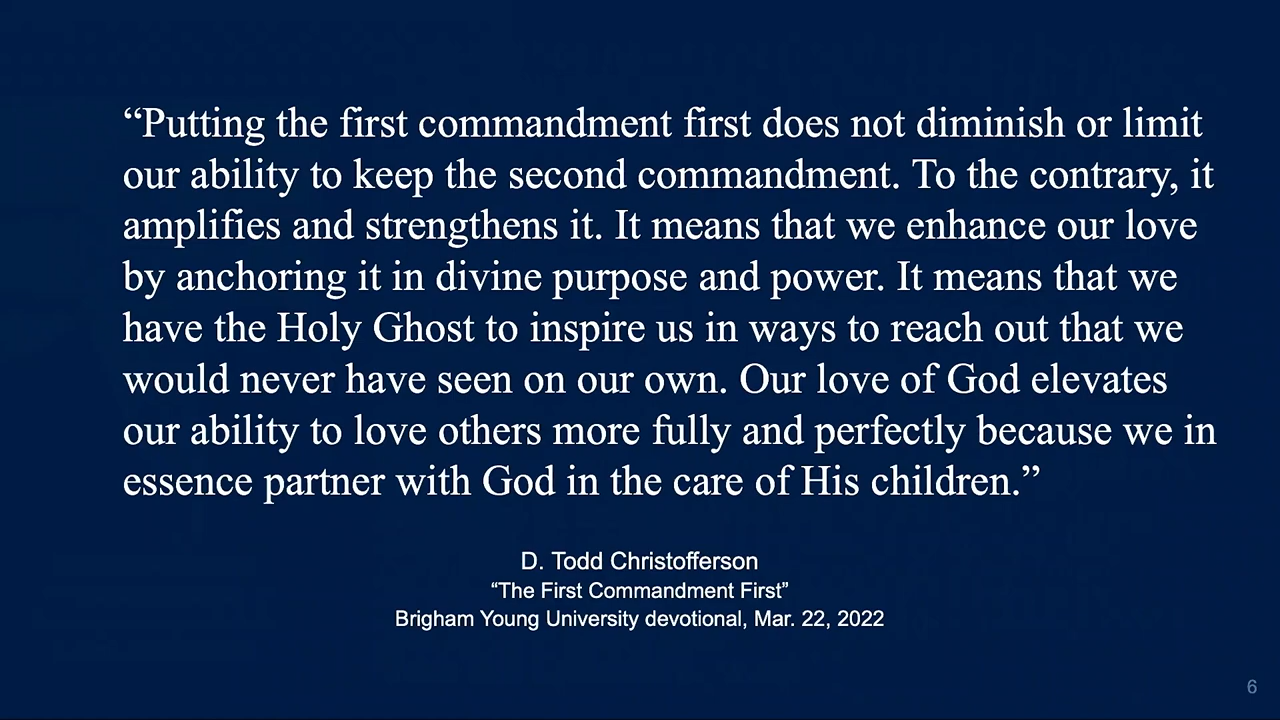 “Putting the first commandment first does not diminish or limit
our ability to keep the second commandment. To the contrary, it
amplifies and strengthens it. It means that we enhance our love
by anchoring it in divine purpose and power. It means that we
have the Holy Ghost to inspire us in ways to reach out that we
would never have seen on our own. Our love of God elevates
our ability to love others more fully and perfectly because we in
essence partner with God in the care of His children.”
D. Todd Christofferson
“The First Commandment First”
Brigham Young University devotional, Mar. 22, 2022
6